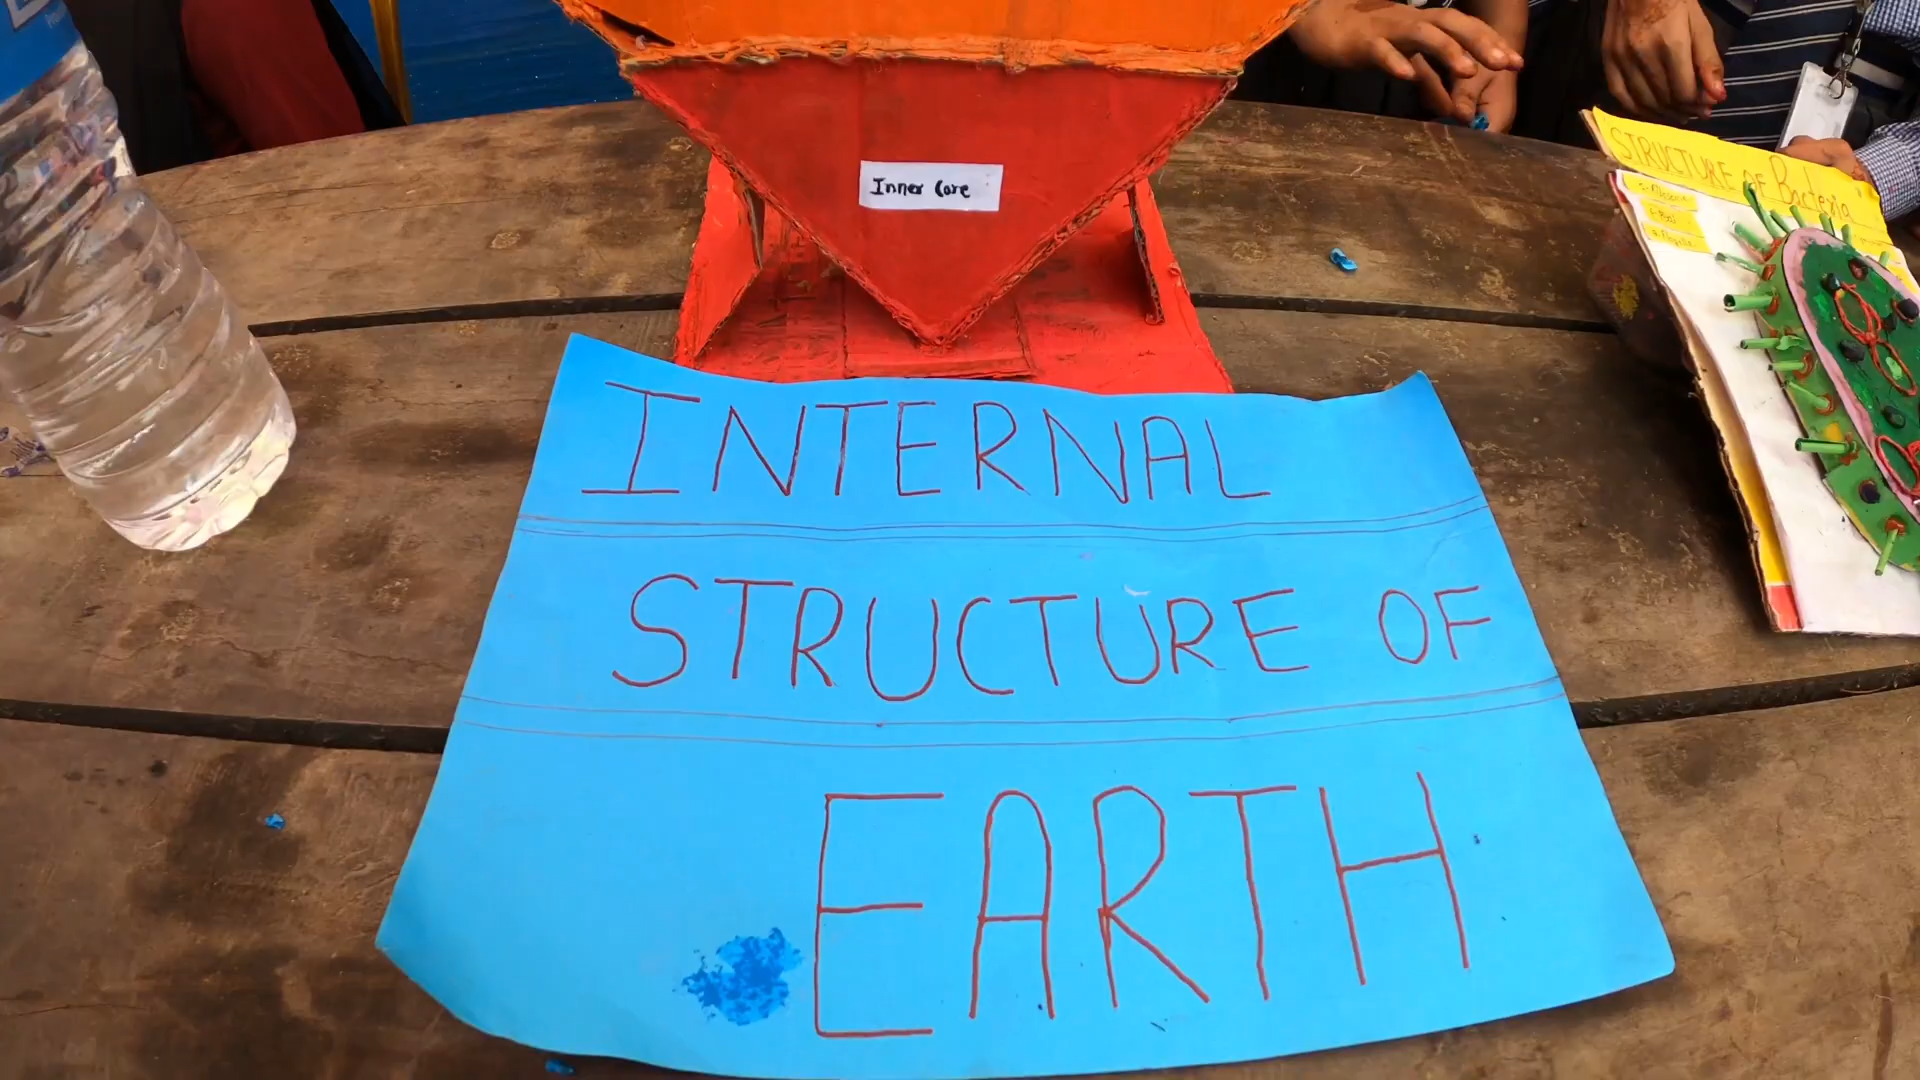 Inner Core
INTERNAL
STRUCTURE OF
EARTH
STRUCTURE OF Bacteria